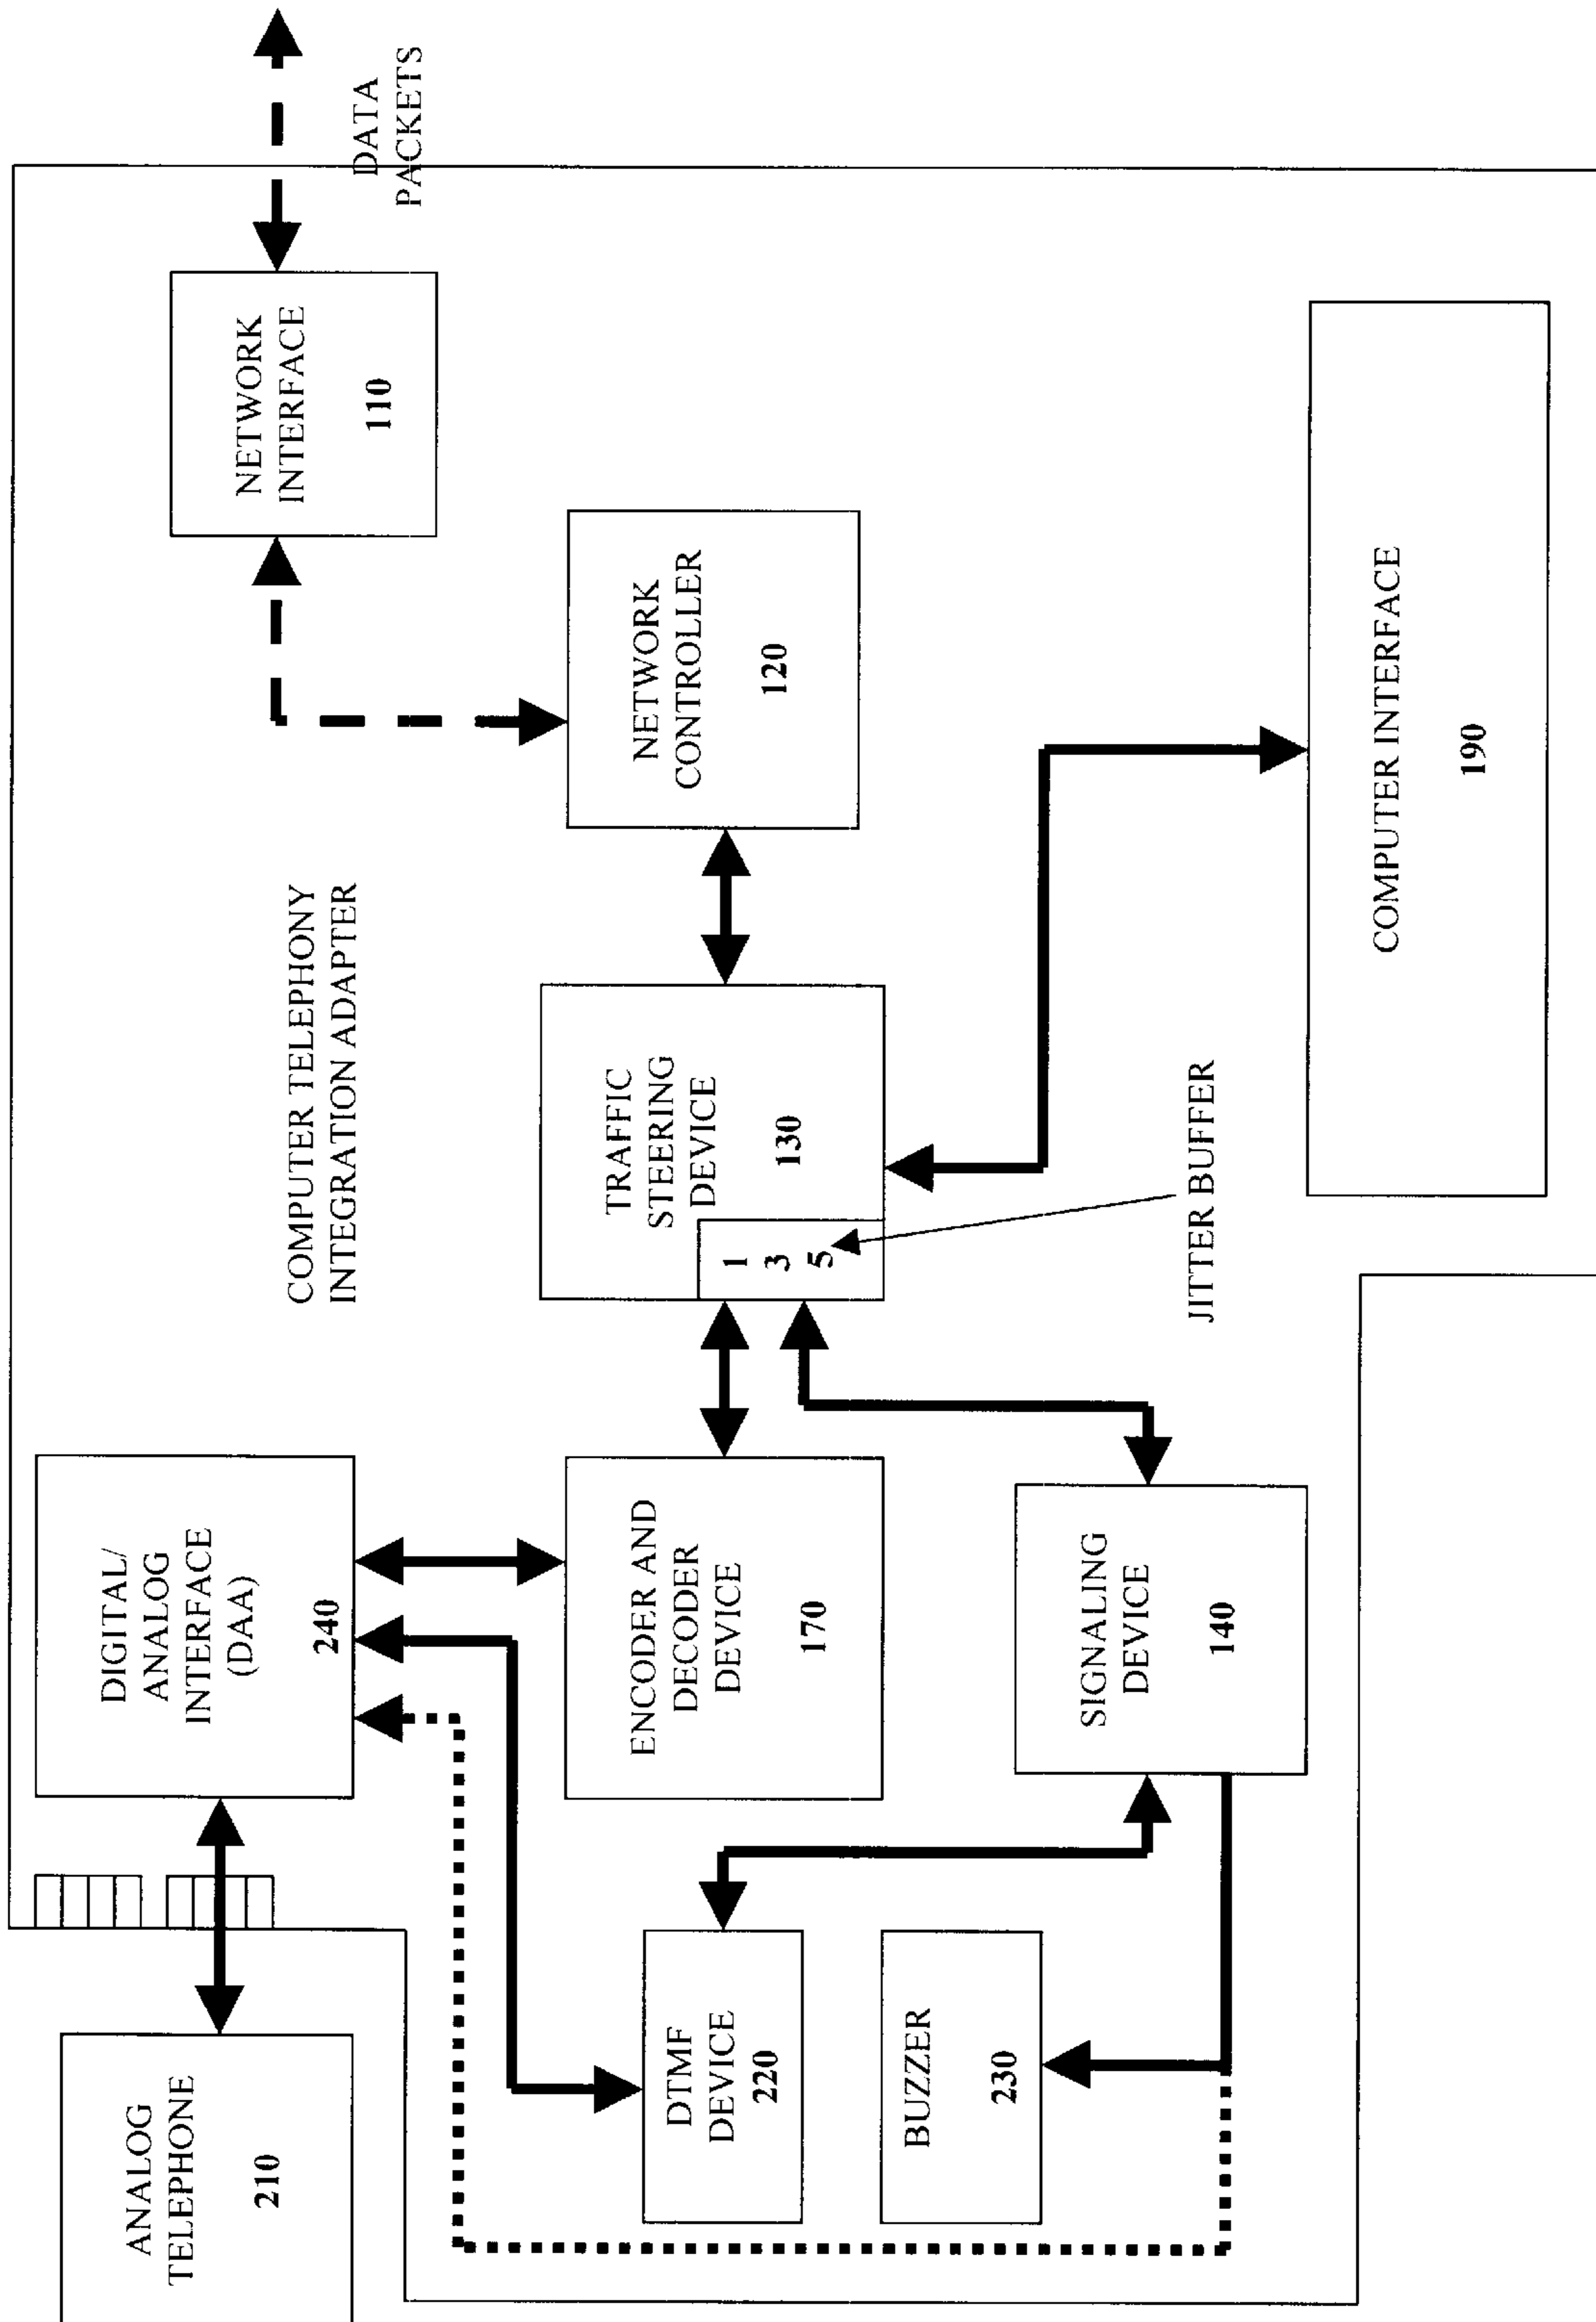 ANALOG
TELEPHONE
210
DIGITAL/
ANALOG
INTERFACE
(DAA)
240
COMPUTER TELEPHONY
INTEGRATION ADAPTER
NETWORK
INTERFACE
110
DATA
PACKETS
DTMF
DEVICE
220
BUZZER
230
ENCODER AND
DECODER
DEVICE
170
SIGNALING
DEVICE
140
TRAFFIC
STEERING
DEVICE
130
1
3
5
JITTER BUFFER
NETWORK
CONTROLLER
120
COMPUTER INTERFACE
190